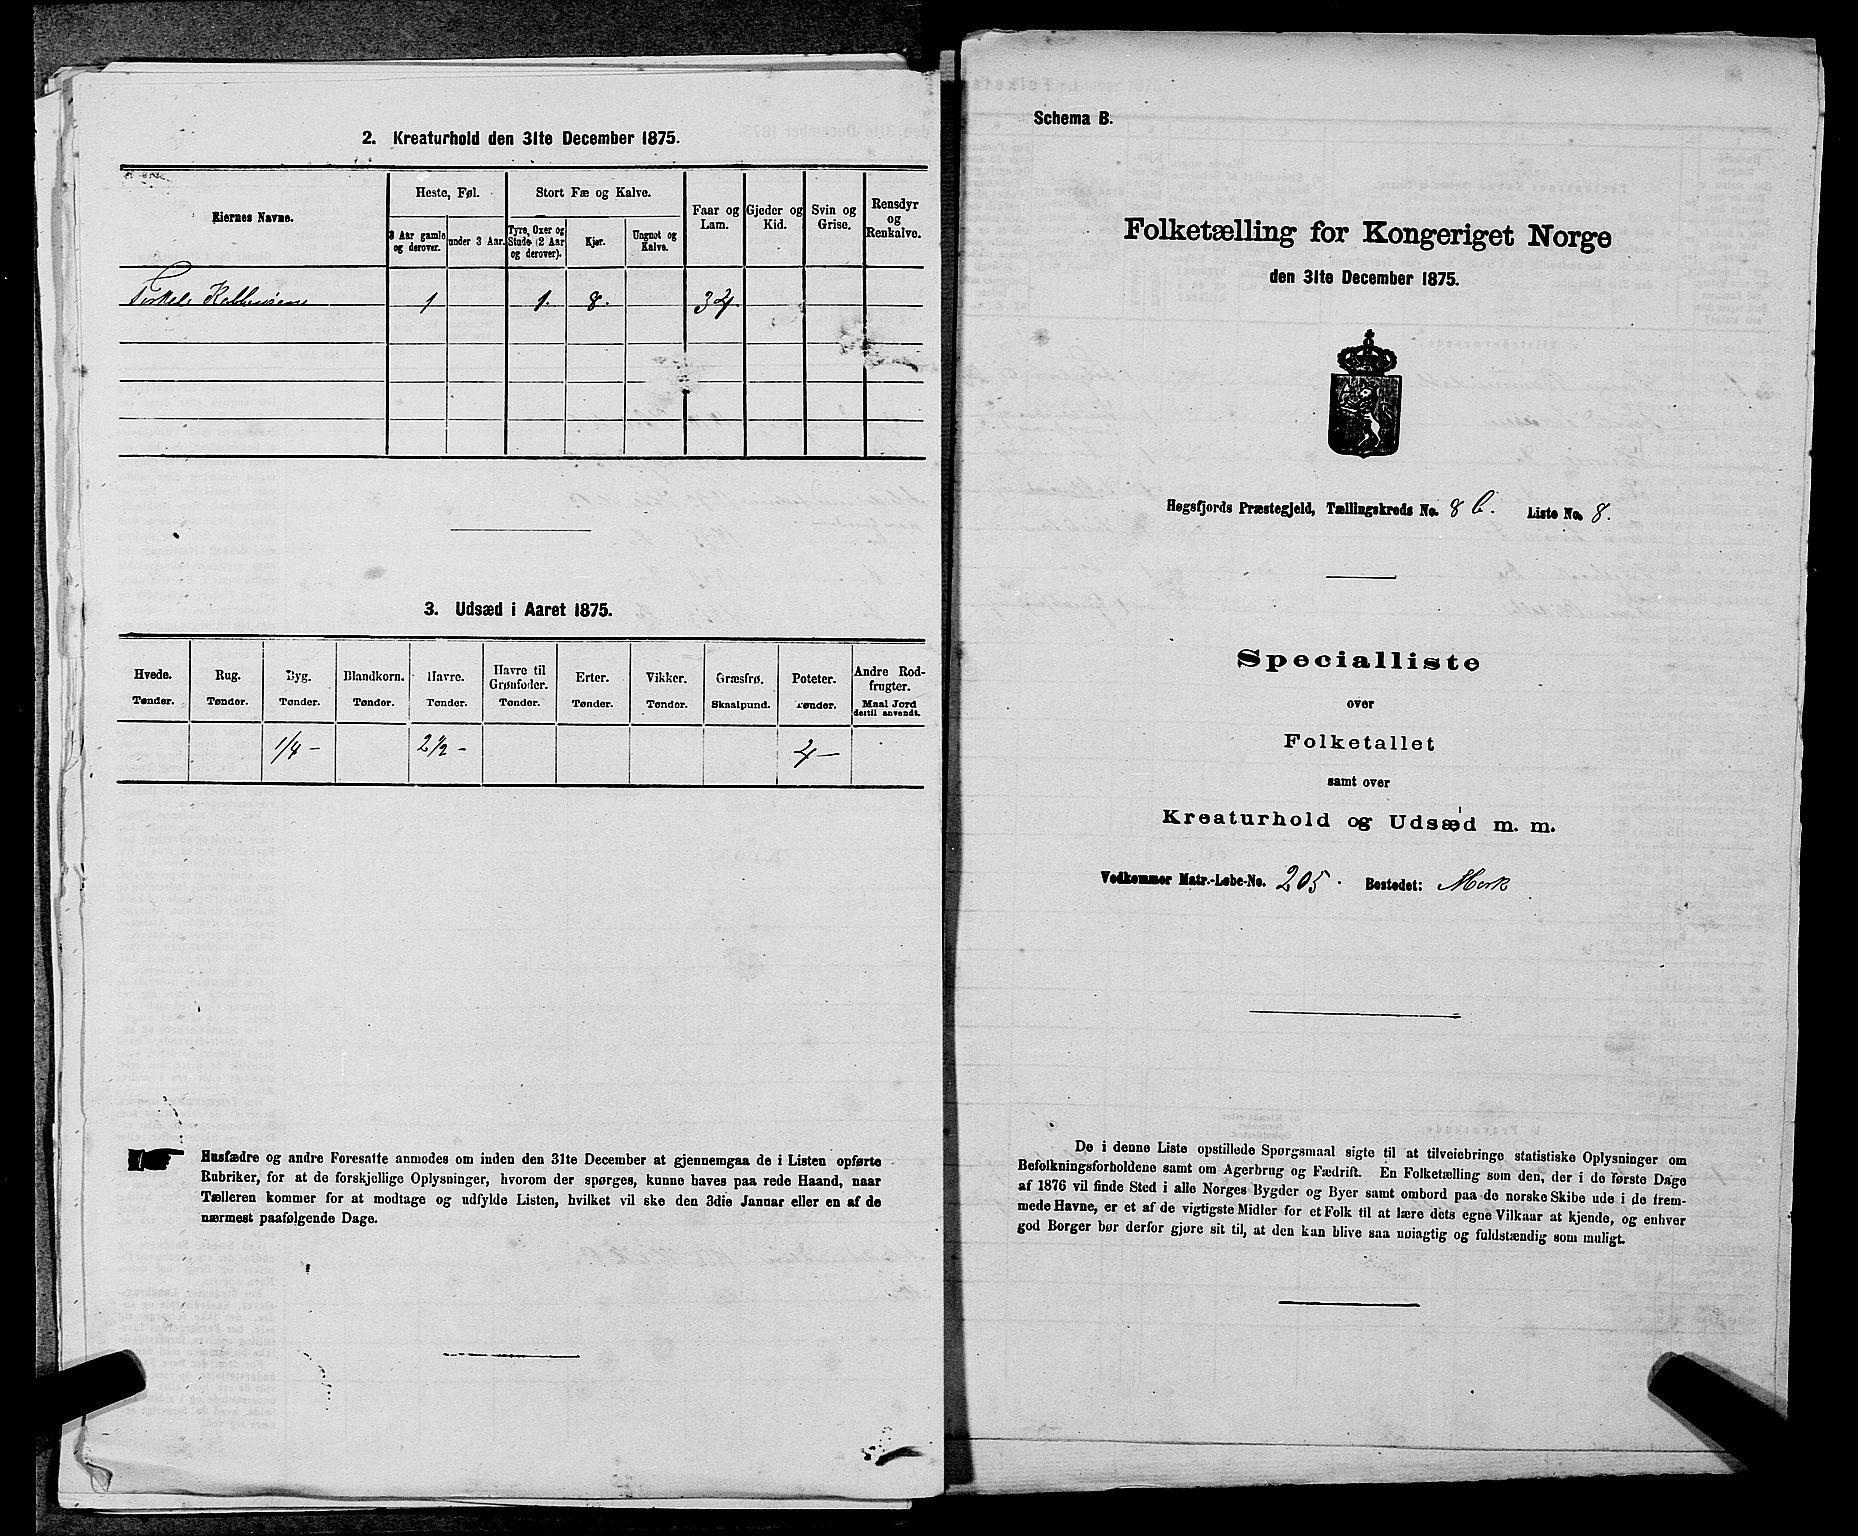 2. Kreaturhold den 31te December 1875.
Eiernes Navne.
Heste, Føl.
Stort Fæ og Kalve.
Faar og Lam.
Gjeder og Kid.
Svin og Grise.
Rensdyr og Renkalve.
3 Aar gamle og derover.
under 3 Aar.
Tyre, Oxer og Stude (2 Aar og derover).
Kjør.
Ungnøt og Kalve.
1 1. 8. 34
3. Udsæd i Aaret 1875.
Hvede. Rug. Byg. Blandkorn. Havre. Havre til Grønfoder. Erter. Vikker. Græsfrø. Poteter. Andre Rodfrugter.
Tønder. Tønder. Tønder. Tønder. Tønder. Tønder. Tønder. Tønder. Skaalpund. Tønder. Maal Jord dertil anvendt.
1/4 – 2 1/2 – 4 –
Husfædre og andre Foresatte anmodes om inden den 31te December at gjennemgaa de i Listen opførte
Rubriker, for at de forskjellige Oplysninger, hvorom der spørges, kunne haves paa rede Haand, naar
Tælleren kommer for at modtage og udfylde Listen, hvilket vil ske den 3die Januar eller en af de
nærmest paafølgende Dage.
Schema B.
Folketælling for Kongeriget Norge
den 31te December 1875.
Høgsfjords Præstegjeld, Tællingskreds No. 8 b. Liste No. 8.
Specialliste
over
Folketallet
samt over
Kreaturhold og Udsæd m. m.
Vedkommer Matr.-Løbe-No. 205. Bostedet: Mørk
De i denne Liste opstillede Spørgsmaal sigte til at tilveiebringe statistiske Oplysninger om
Befolkningsforholdene samt om Agerbrug og Fædrift. En Folketælling som den, der i de første Dage
af 1876 vil finde Sted i alle Norges Bygder og Byer samt ombord paa de norske Skibe ude i de frem-
mede Havne, er et af de vigtigste Midler for et Folk til at lære dets egne Vilkaar at kjende, og enhver
god Borger bør derfor gjøre sit til, at den kan blive saa nøiagtig og fuldstændig som muligt.